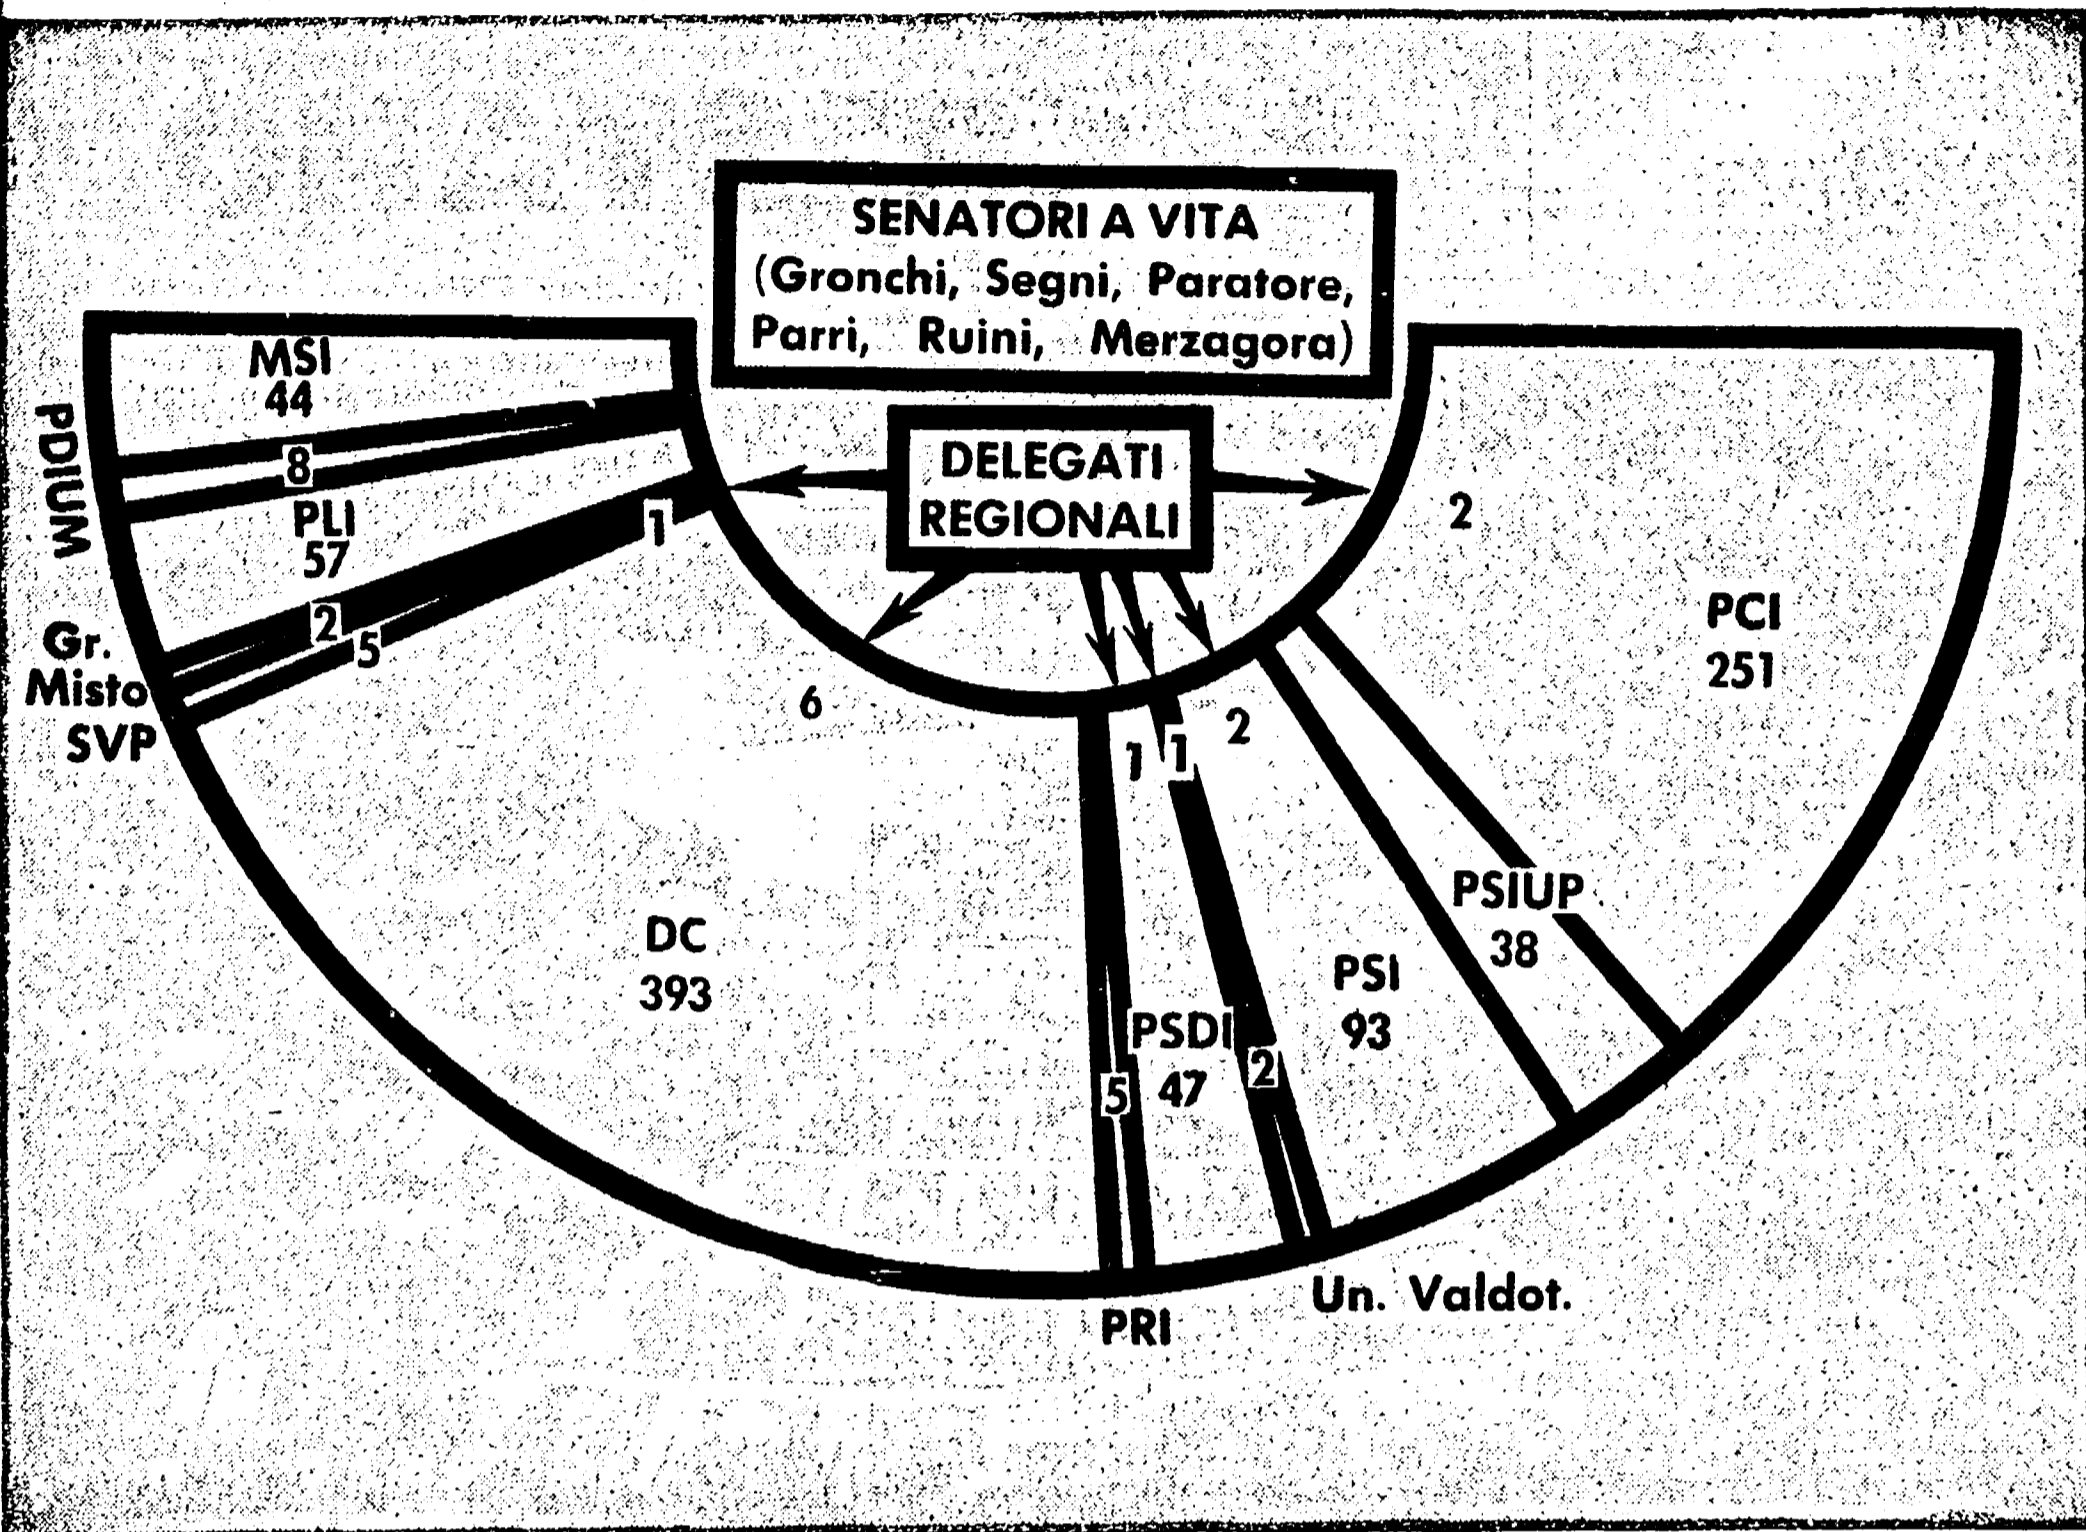 SENATORI A VITA
(Gronchi, Segni, Paratore,
Parri, Ruini, Merzagora)
DELEGATI
REGIONALI
MSI
44
PDIUM
8
PLI
57
1
Gr.
Misto
2
SVP
5
6
DC
393
1
5
PRI
PSDI
47
1
2
Un. Valdot.
2
PSI
93
PSIUP
38
2
PCI
251